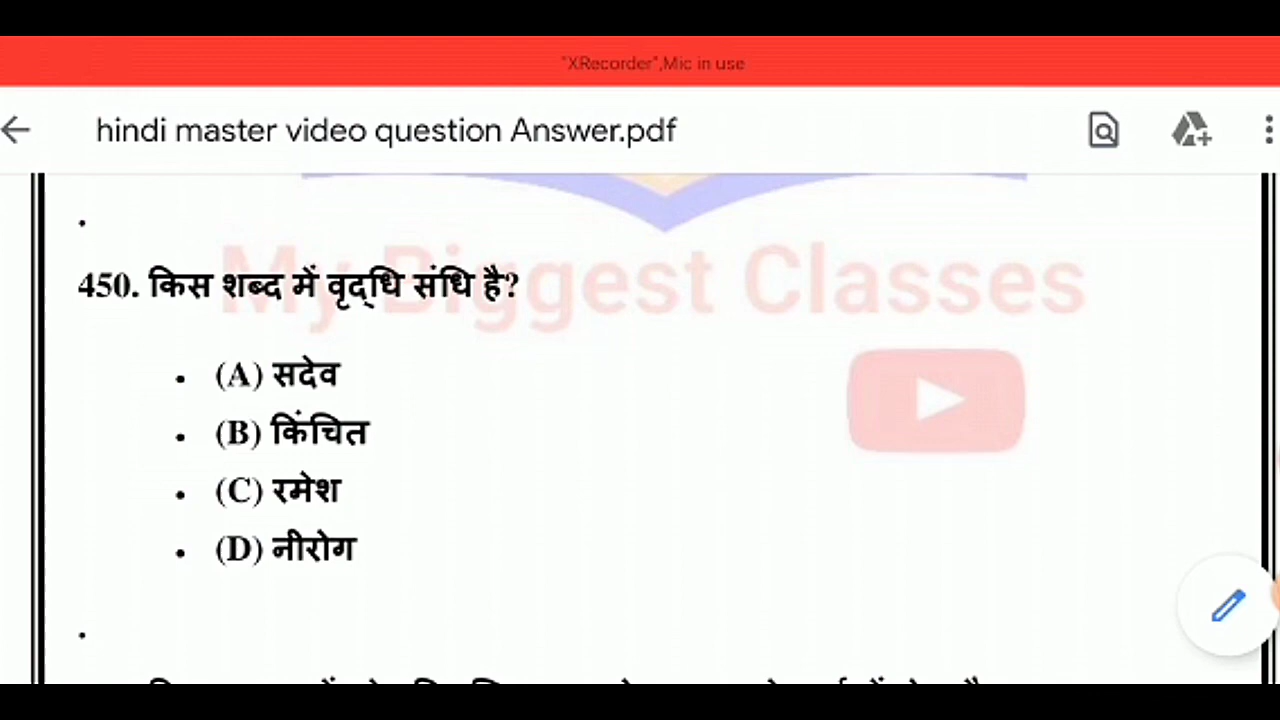 "XRecorder",Mic in use
hindi master video question Answer.pdf
My Biggest Classes
450. किस शब्द में वृद्‌धि संधि है?
(A) सदेव
(B) किंचित
(C) रमेश
(D) नीरोग